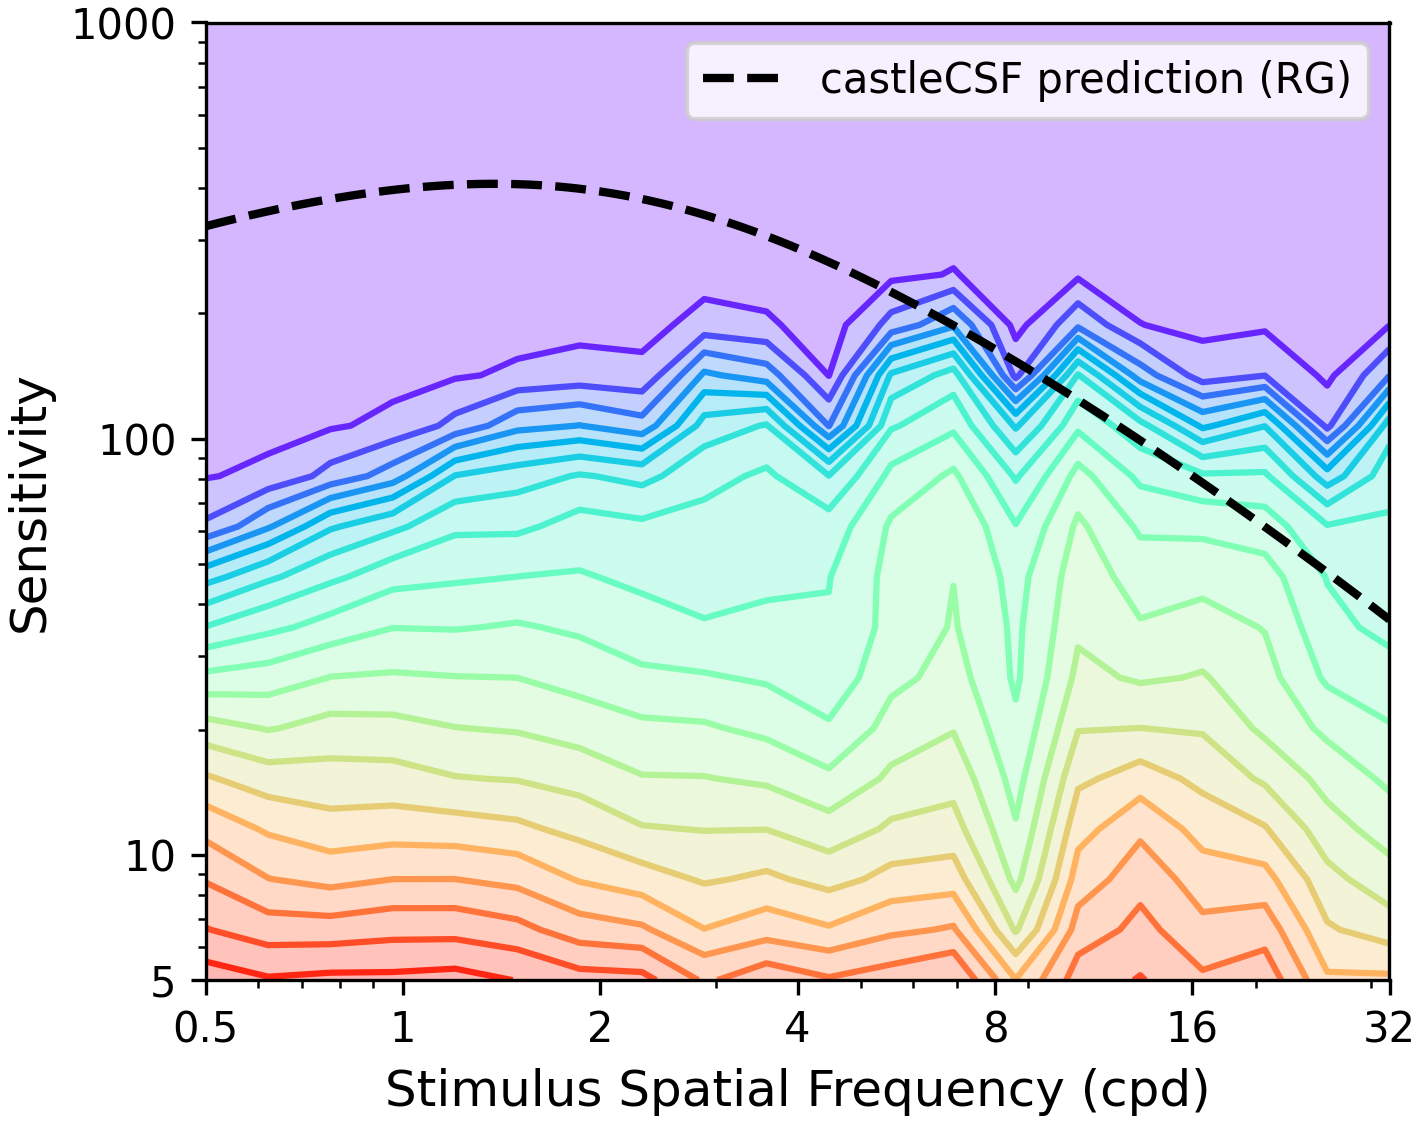 1000
castleCSF prediction (RG)
100
Sensitivity
10
5
0.5 1 2 4 8 16 32
Stimulus Spatial Frequency (cpd)